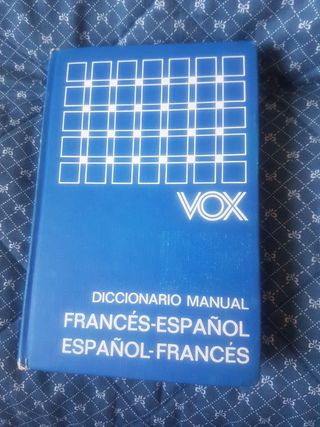 VOX
DICCIONARIO MANUAL
FRANCÉS-ESPAÑOL
ESPAÑOL-FRANCÉS